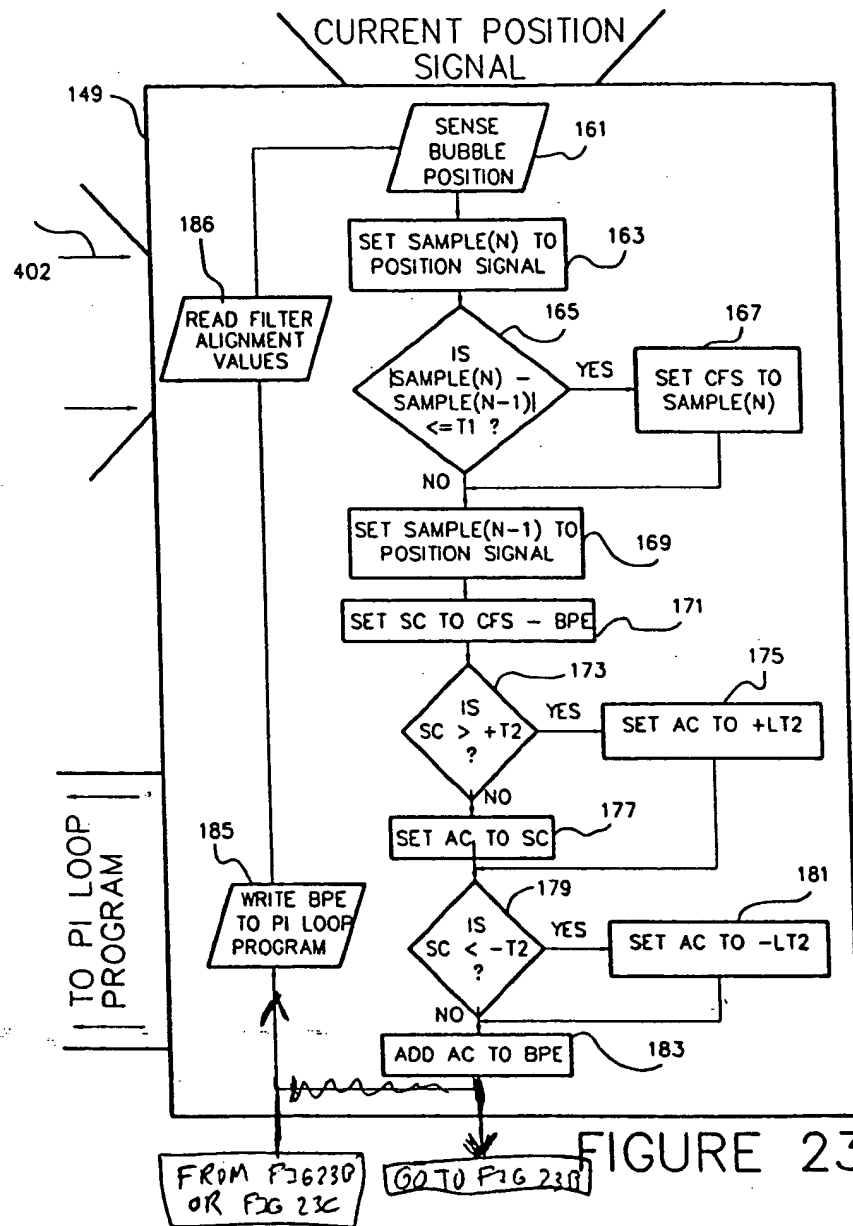 CURRENT POSITION
SIGNAL
149
SENSE
BUBBLE
POSITION
161
186
402
SET SAMPLE(N) TO
POSITION SIGNAL
163
READ FILTER
ALIGNMENT
VALUES
165
167
IS
|SAMPLE(N) -
SAMPLE(N-1)|
<=T1 ?
YES
SET CFS TO
SAMPLE(N)
NO
SET SAMPLE(N-1) TO
POSITION SIGNAL
169
SET SC TO CFS - BPE
171
173
175
IS
SC > +T2
?
YES
SET AC TO +LT2
NO
SET AC TO SC
177
TO PI LOOP
PROGRAM
185
WRITE BPE
TO PI LOOP
PROGRAM
179
181
IS
SC < -T2
?
YES
SET AC TO -LT2
NO
ADD AC TO BPE
183
FROM FIG 23B
OR FIG 23C
GO TO FIG 23B
FIGURE 23